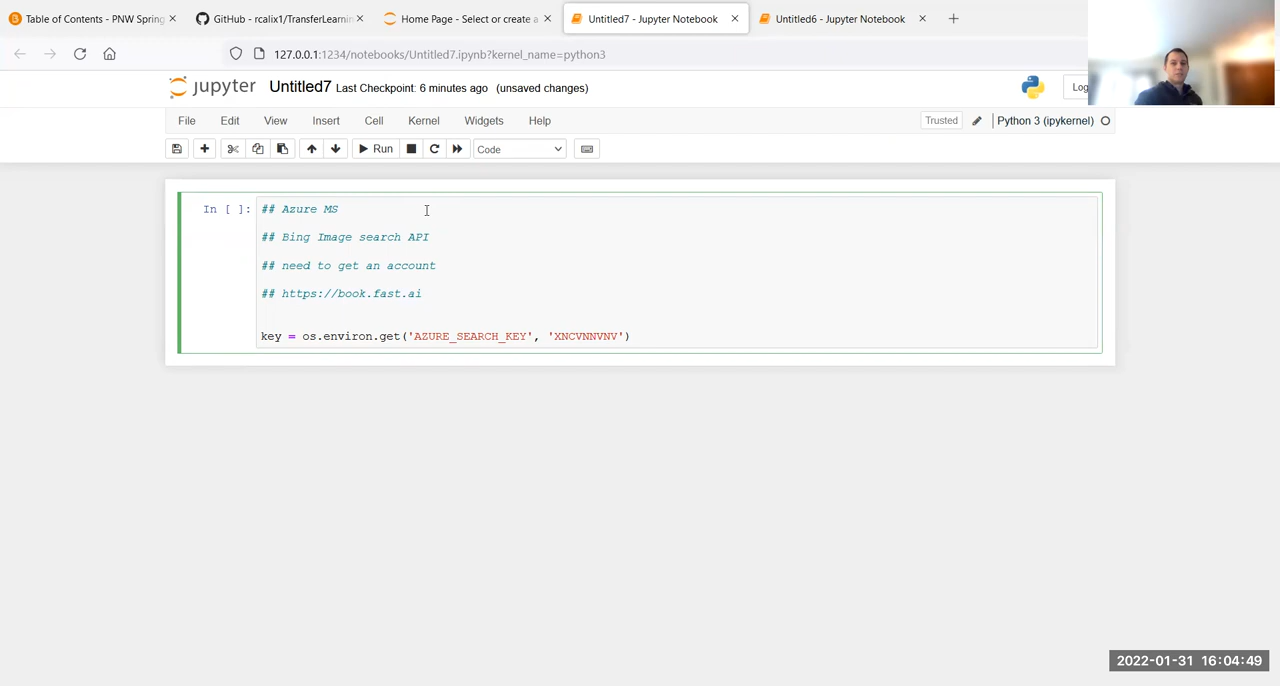 Table of Contents - PNW Spring
GitHub - rcalix1/TransferLearnin
Home Page - Select or create a
Untitled7 - Jupyter Notebook
Untitled6 - Jupyter Notebook
127.0.0.1:1234/notebooks/Untitled7.ipynb?kernel_name=python3
jupyter Untitled7 Last Checkpoint: 6 minutes ago (unsaved changes)
Log
File Edit View Insert Cell Kernel Widgets Help
Trusted Python 3 (ipykernel)
Run Code
In [ ]: ## Azure MS
## Bing Image search API
## need to get an account
## https://book.fast.ai
key = os.environ.get('AZURE_SEARCH_KEY', 'XNCVNNVNV')
2022-01-31 16:04:49